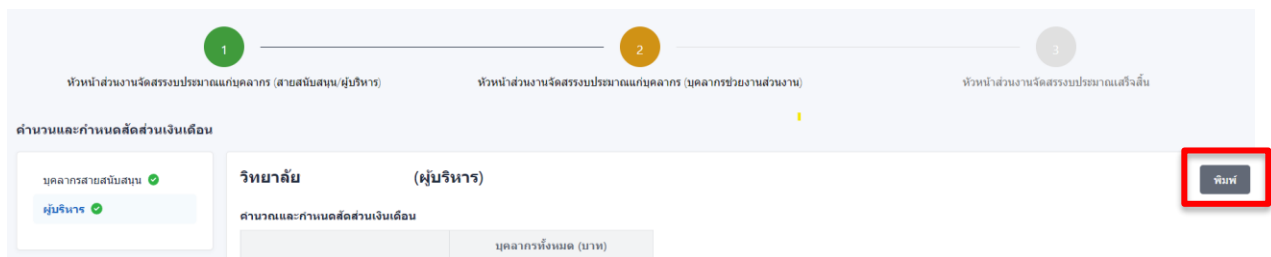 1
2
3
หัวหน้าส่วนงานจัดสรรงบประมาณแก่บุคลากร (สายสนับสนุน/ผู้บริหาร)
หัวหน้าส่วนงานจัดสรรงบประมาณแก่บุคลากร (บุคลากรช่วยงานส่วนงาน)
หัวหน้าส่วนงานจัดสรรงบประมาณเสร็จสิ้น
คำนวนและกำหนดสัดส่วนเงินเดือน
บุคลากรสายสนับสนุน
ผู้บริหาร
วิทยาลัย (ผู้บริหาร)
พิมพ์
คำนวณและกำหนดสัดส่วนเงินเดือน
บุคลากรทั้งหมด (บาท)